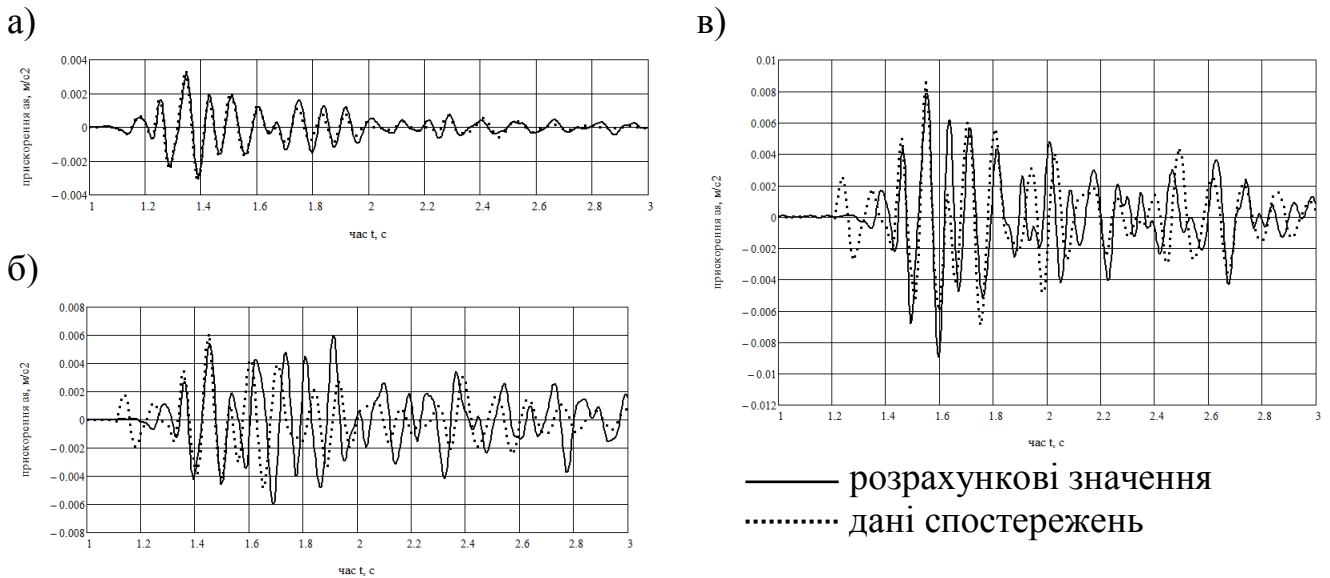 а)
прискорення as, м/с2
0.004
0.002
0
– 0.002
– 0.004
1 1.2 1.4 1.6 1.8 2 2.2 2.4 2.6 2.8 3
час t, с
б)
прискорення as, м/с2
0.008
0.006
0.004
0.002
0
– 0.002
– 0.004
– 0.006
– 0.008
1 1.2 1.4 1.6 1.8 2 2.2 2.4 2.6 2.8 3
час t, с
в)
прискорення as, м/с2
0.01
0.008
0.006
0.004
0.002
0
– 0.002
– 0.004
– 0.006
– 0.008
– 0.01
– 0.012
1 1.2 1.4 1.6 1.8 2 2.2 2.4 2.6 2.8 3
час t, с
розрахункові значення
дані спостережень